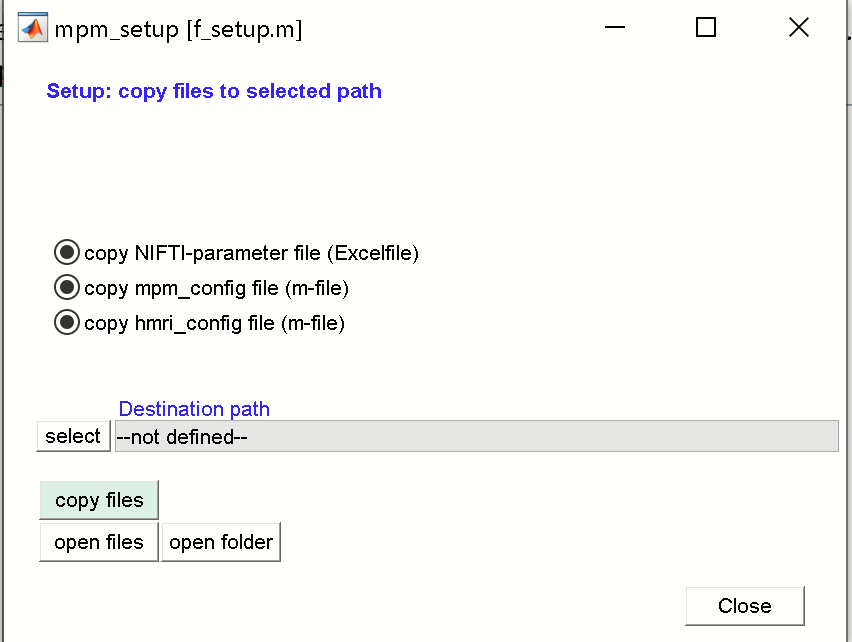 mpm_setup [f_setup.m]
Setup: copy files to selected path
copy NIFTI-parameter file (Excelfile)
copy mpm_config file (m-file)
copy hmri_config file (m-file)
Destination path
select --not defined--
copy files
open files open folder
Close